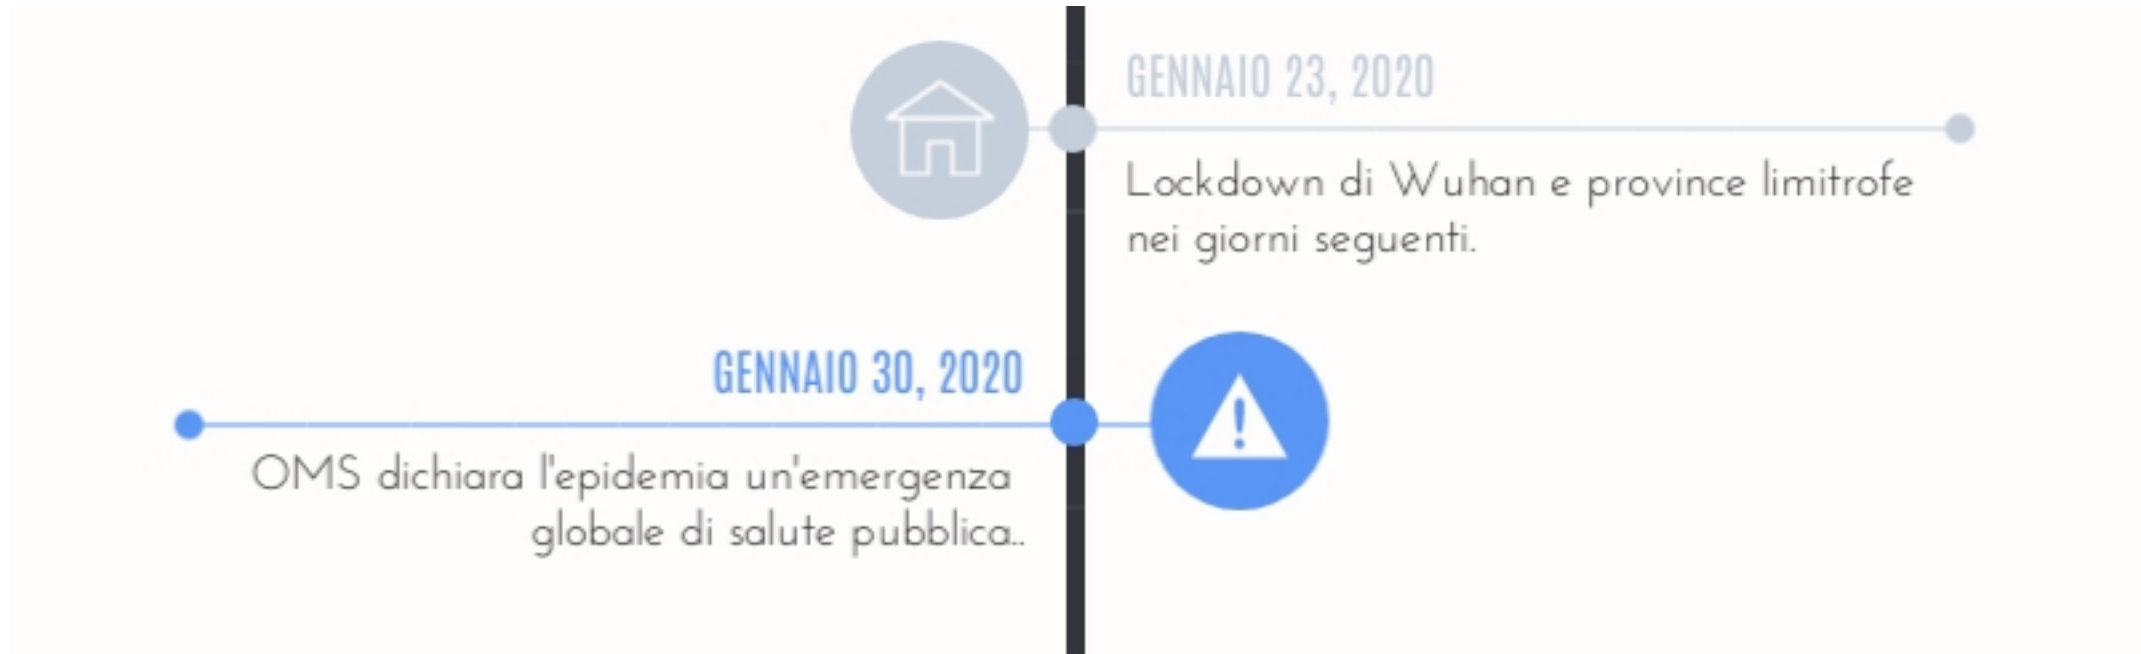 GENNAIO 23, 2020
Lockdown di Wuhan e province limitrofe
nei giorni seguenti.
GENNAIO 30, 2020
OMS dichiara l'epidemia un'emergenza
globale di salute pubblica..